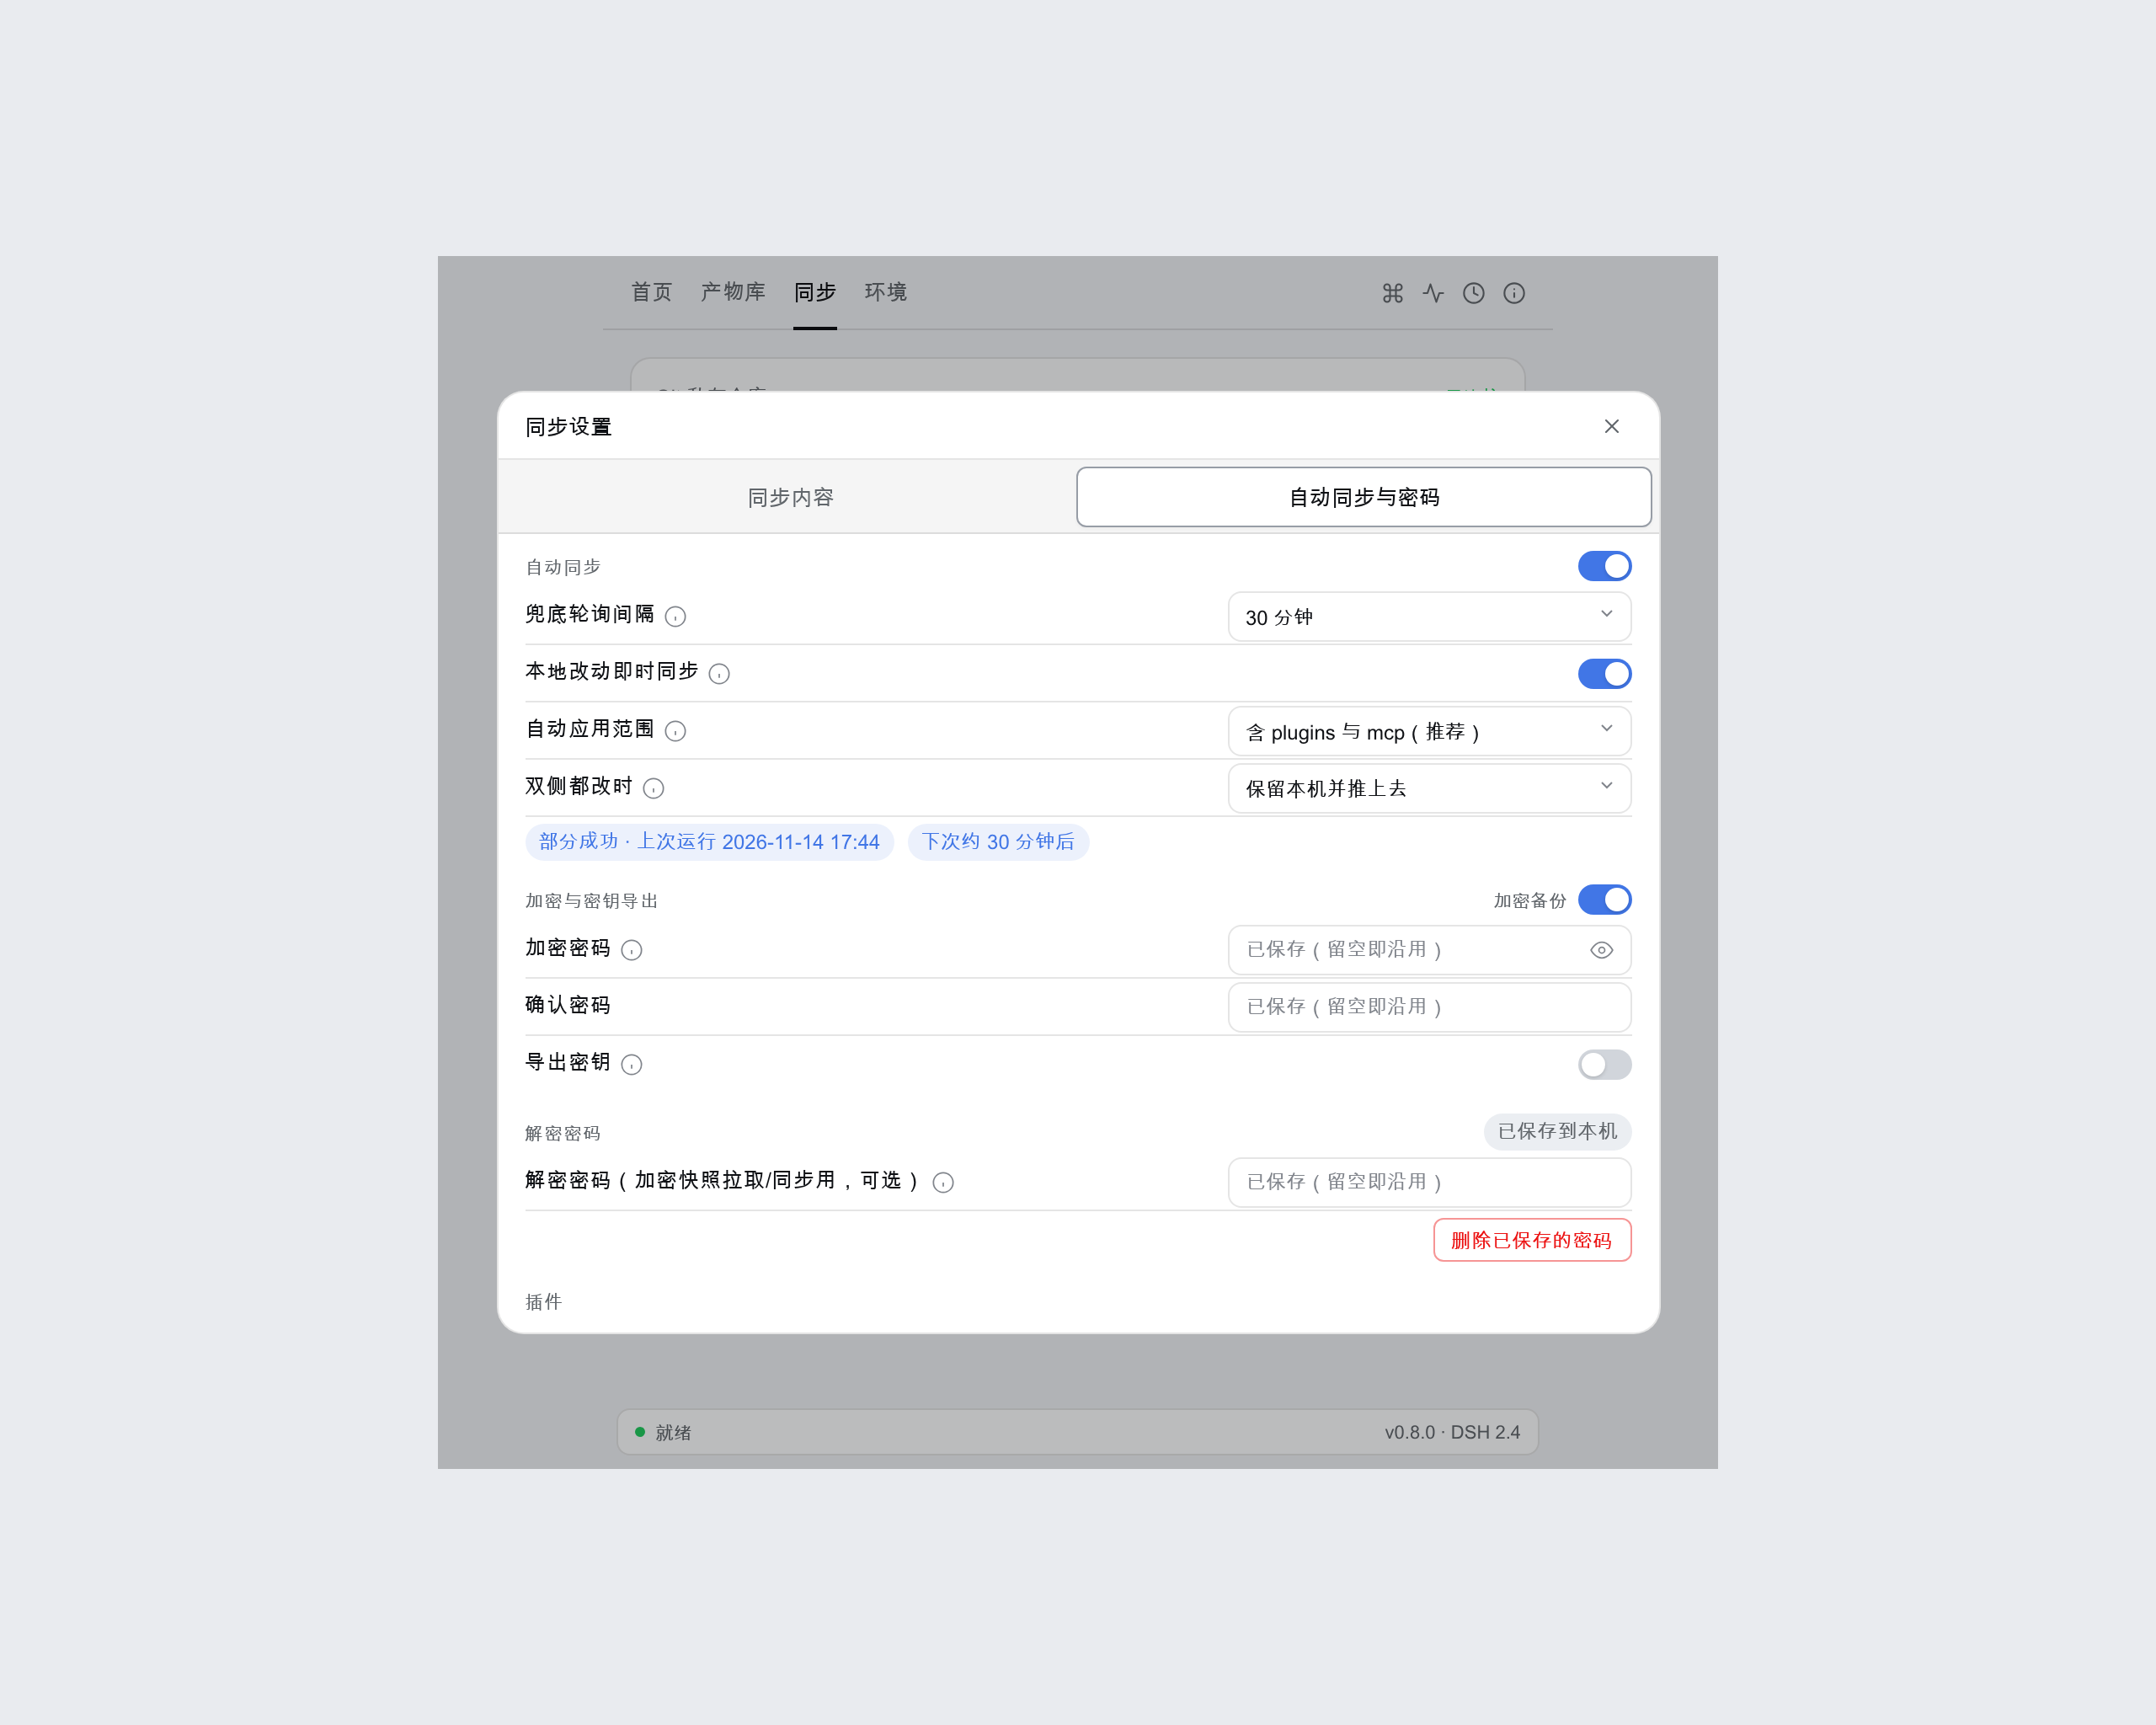 首页 产物库 同步 环境
同步设置
同步内容 自动同步与密码
自动同步
兜底轮询间隔 30 分钟
本地改动即时同步
自动应用范围 含 plugins 与 mcp（推荐）
双侧都改时 保留本机并推上去
部分成功 · 上次运行 2026-11-14 17:44 下次约 30 分钟后
加密与密钥导出 加密备份
加密密码 已保存（留空即沿用）
确认密码 已保存（留空即沿用）
导出密钥
解密密码 已保存到本机
解密密码（加密快照拉取/同步用，可选） 已保存（留空即沿用）
删除已保存的密码
插件
就绪 v0.8.0 · DSH 2.4